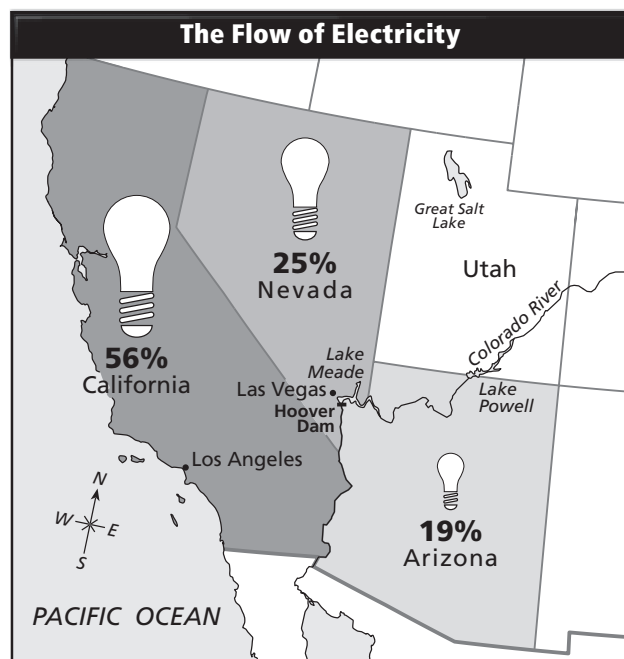 The Flow of Electricity
Great Salt
Lake
25%
Nevada
Utah
Colorado River
56%
California
Lake
Meade
Las Vegas
Hoover
Dam
Lake
Powell
Los Angeles
N
W
E
S
19%
Arizona
PACIFIC OCEAN